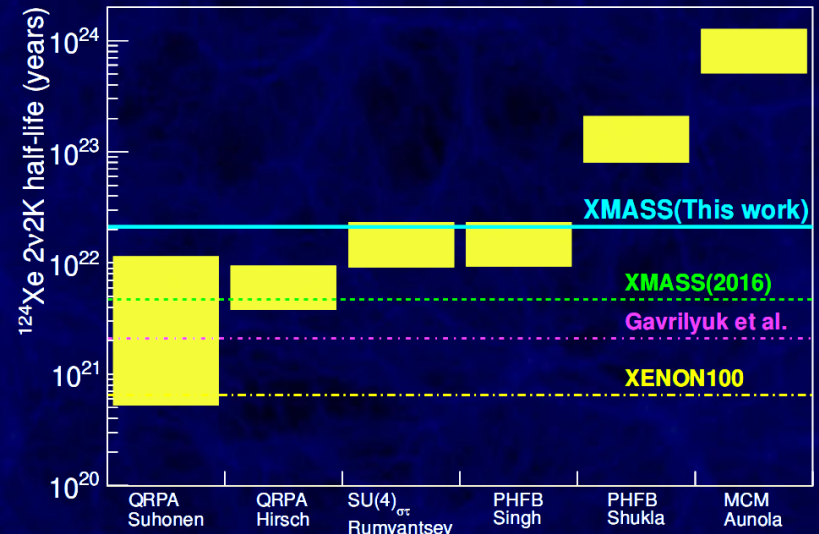 ¹²⁴Xe 2ν2K half-life (years)
10²⁴
10²³
10²²
10²¹
10²⁰
XMASS(This work)
XMASS(2016)
Gavrilyuk et al.
XENON100
QRPA
Suhonen
QRPA
Hirsch
SU(4)στ
Rumyantsev
PHFB
Singh
PHFB
Shukla
MCM
Aunola